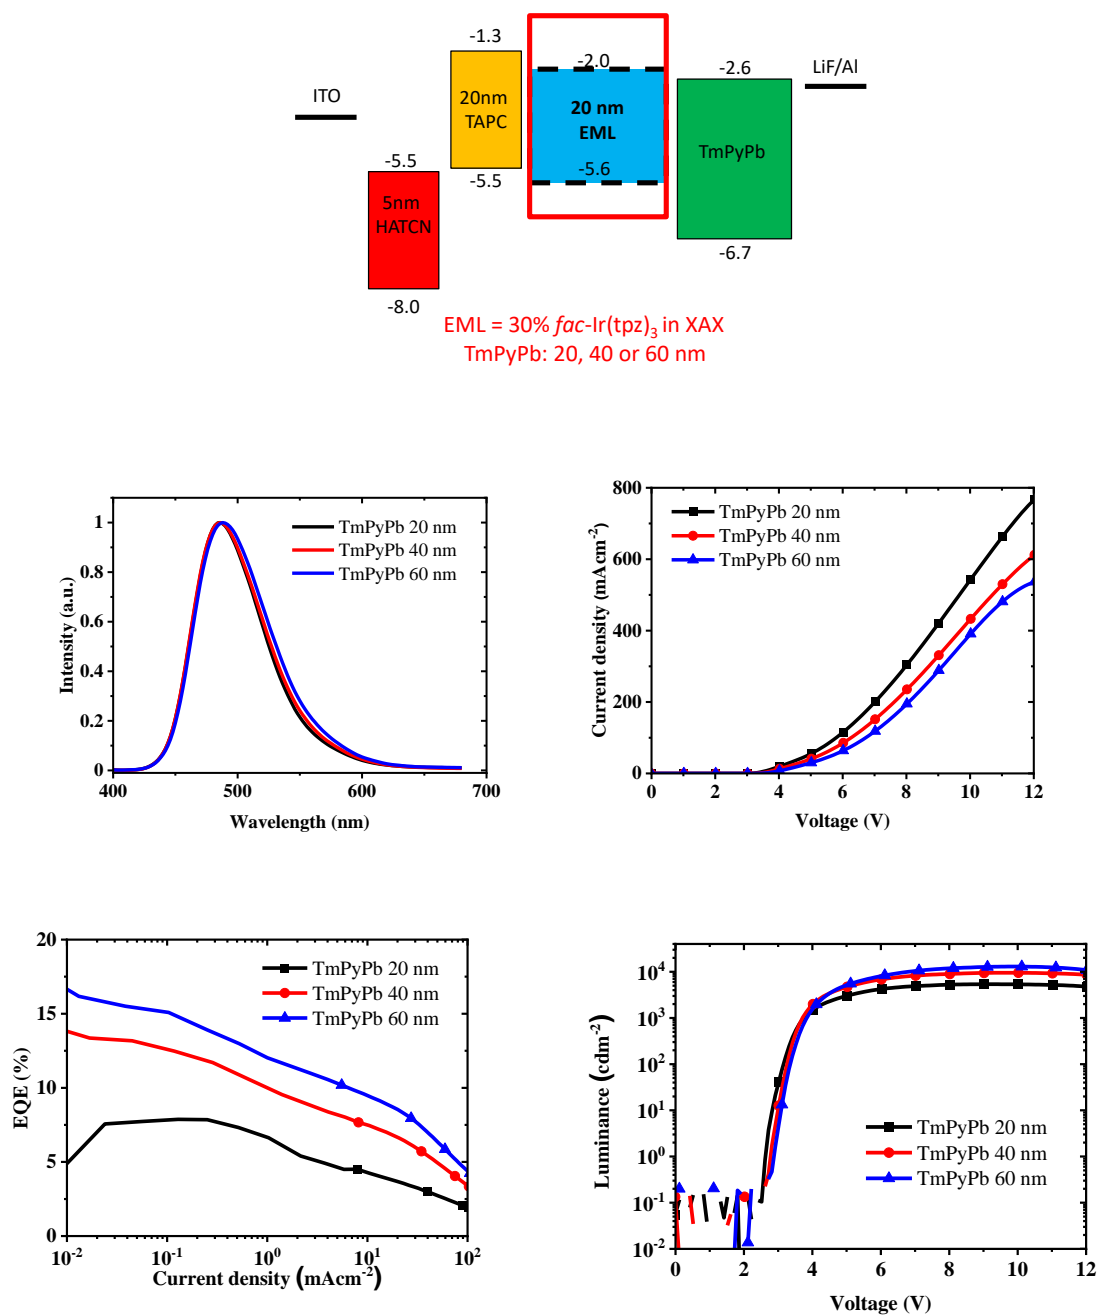 -1.3
-2.0
-2.6
LiF/Al
ITO
20nm
TAPC
20 nm
EML
TmPyPb
-5.5
-5.5
-5.6
5nm
HATCN
-6.7
-8.0
EML = 30% fac-Ir(tpz)3 in XAX
TmPyPb: 20, 40 or 60 nm
TmPyPb 20 nm
TmPyPb 40 nm
TmPyPb 60 nm
Intensity (a.u.)
1
0.8
0.6
0.4
0.2
0
400 500 600 700
Wavelength (nm)
TmPyPb 20 nm
TmPyPb 40 nm
TmPyPb 60 nm
Current density (mAcm-2)
800
600
400
200
0
0 2 4 6 8 10 12
Voltage (V)
TmPyPb 20 nm
TmPyPb 40 nm
TmPyPb 60 nm
EQE (%)
20
15
10
5
0
10-2 10-1 100 101 102
Current density (mAcm-2)
TmPyPb 20 nm
TmPyPb 40 nm
TmPyPb 60 nm
Luminance (cdm-2)
104
103
102
101
100
10-1
10-2
0 2 4 6 8 10 12
Voltage (V)